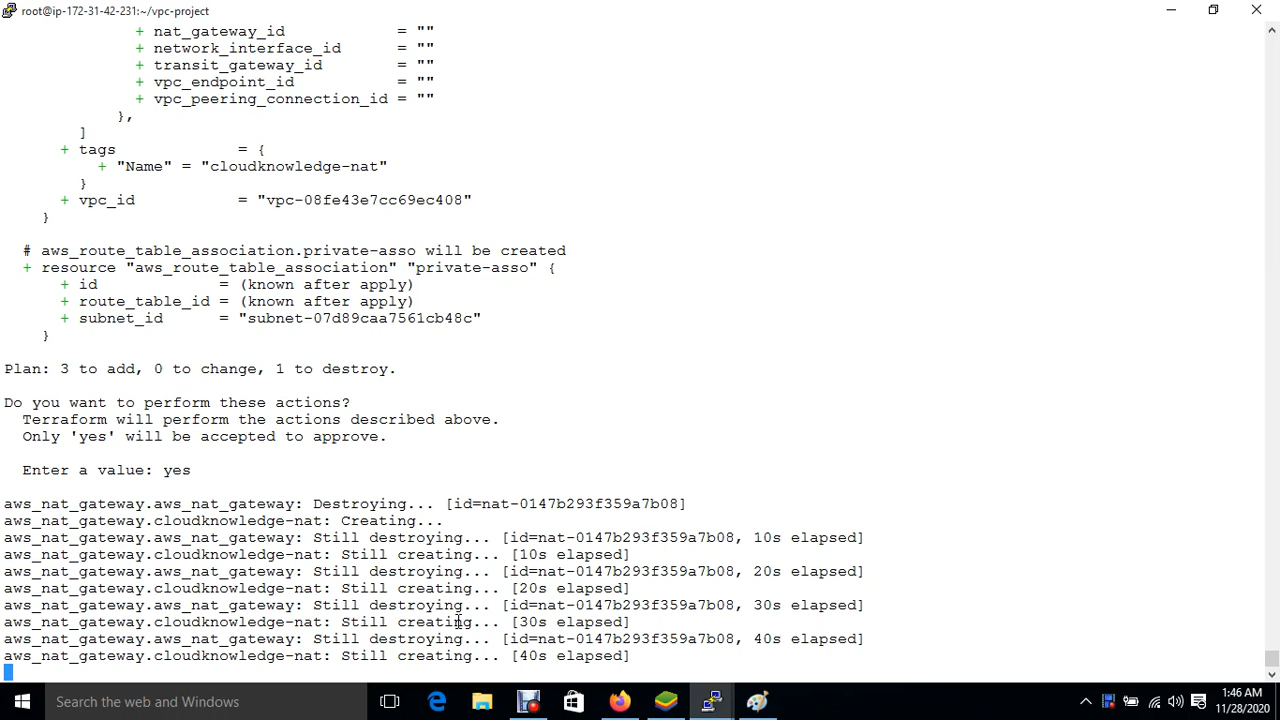 root@ip-172-31-42-231:~/vpc-project
+ nat_gateway_id            = ""
+ network_interface_id      = ""
+ transit_gateway_id        = ""
+ vpc_endpoint_id           = ""
+ vpc_peering_connection_id = ""
},
]
+ tags             = {
+ "Name" = "cloudknowledge-nat"
}
+ vpc_id           = "vpc-08fe43e7cc69ec408"
}
# aws_route_table_association.private-asso will be created
+ resource "aws_route_table_association" "private-asso" {
+ id             = (known after apply)
+ route_table_id = (known after apply)
+ subnet_id      = "subnet-07d89caa7561cb48c"
}
Plan: 3 to add, 0 to change, 1 to destroy.
Do you want to perform these actions?
Terraform will perform the actions described above.
Only 'yes' will be accepted to approve.
Enter a value: yes
aws_nat_gateway.aws_nat_gateway: Destroying... [id=nat-0147b293f359a7b08]
aws_nat_gateway.cloudknowledge-nat: Creating...
aws_nat_gateway.aws_nat_gateway: Still destroying... [id=nat-0147b293f359a7b08, 10s elapsed]
aws_nat_gateway.cloudknowledge-nat: Still creating... [10s elapsed]
aws_nat_gateway.aws_nat_gateway: Still destroying... [id=nat-0147b293f359a7b08, 20s elapsed]
aws_nat_gateway.cloudknowledge-nat: Still creating... [20s elapsed]
aws_nat_gateway.aws_nat_gateway: Still destroying... [id=nat-0147b293f359a7b08, 30s elapsed]
aws_nat_gateway.cloudknowledge-nat: Still creating... [30s elapsed]
aws_nat_gateway.aws_nat_gateway: Still destroying... [id=nat-0147b293f359a7b08, 40s elapsed]
aws_nat_gateway.cloudknowledge-nat: Still creating... [40s elapsed]
Search the web and Windows
1:46 AM
11/28/2020